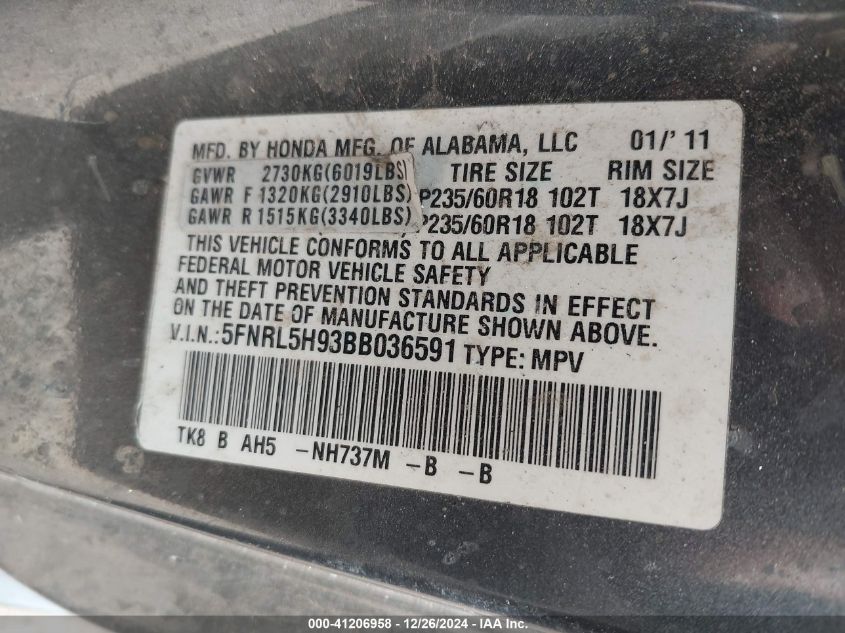 MFD. BY HONDA MFG. OF ALABAMA, LLC 01/'11
GVWR 2730KG(6019LBS) TIRE SIZE RIM SIZE
GAWR F 1320KG(2910LBS) P235/60R18 102T 18X7J
GAWR R 1515KG(3340LBS) P235/60R18 102T 18X7J
THIS VEHICLE CONFORMS TO ALL APPLICABLE
FEDERAL MOTOR VEHICLE SAFETY
AND THEFT PREVENTION STANDARDS IN EFFECT
ON THE DATE OF MANUFACTURE SHOWN ABOVE.
V.I.N.: 5FNRL5H93BB036591 TYPE: MPV
TK8 B AH5 -NH737M -B -B
000-41206958 - 12/26/2024 - IAA Inc.